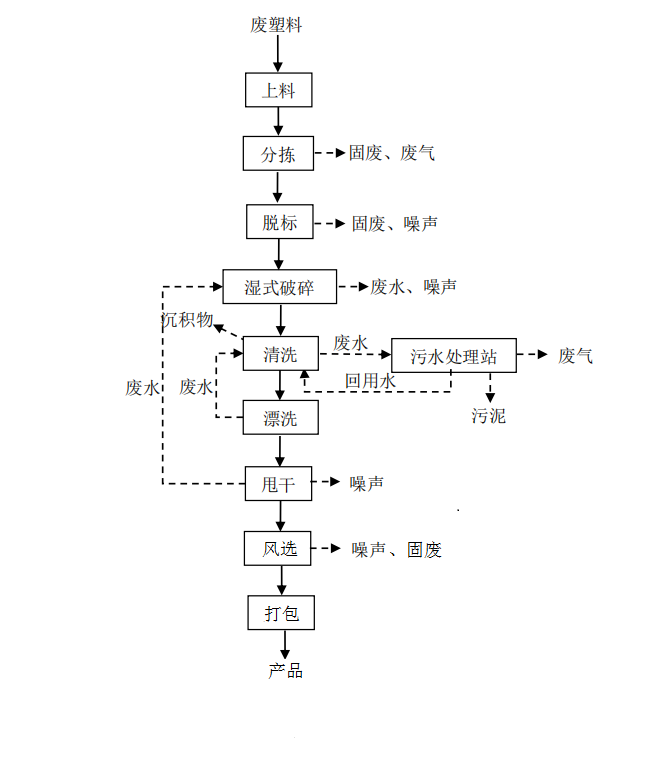 废塑料
上料
分拣
固废、废气
脱标
固废、噪声
湿式破碎
废水、噪声
沉积物
清洗
废水
污水处理站
废气
废水
废水
回用水
漂洗
污泥
甩干
噪声
风选
噪声、固废
打包
产品